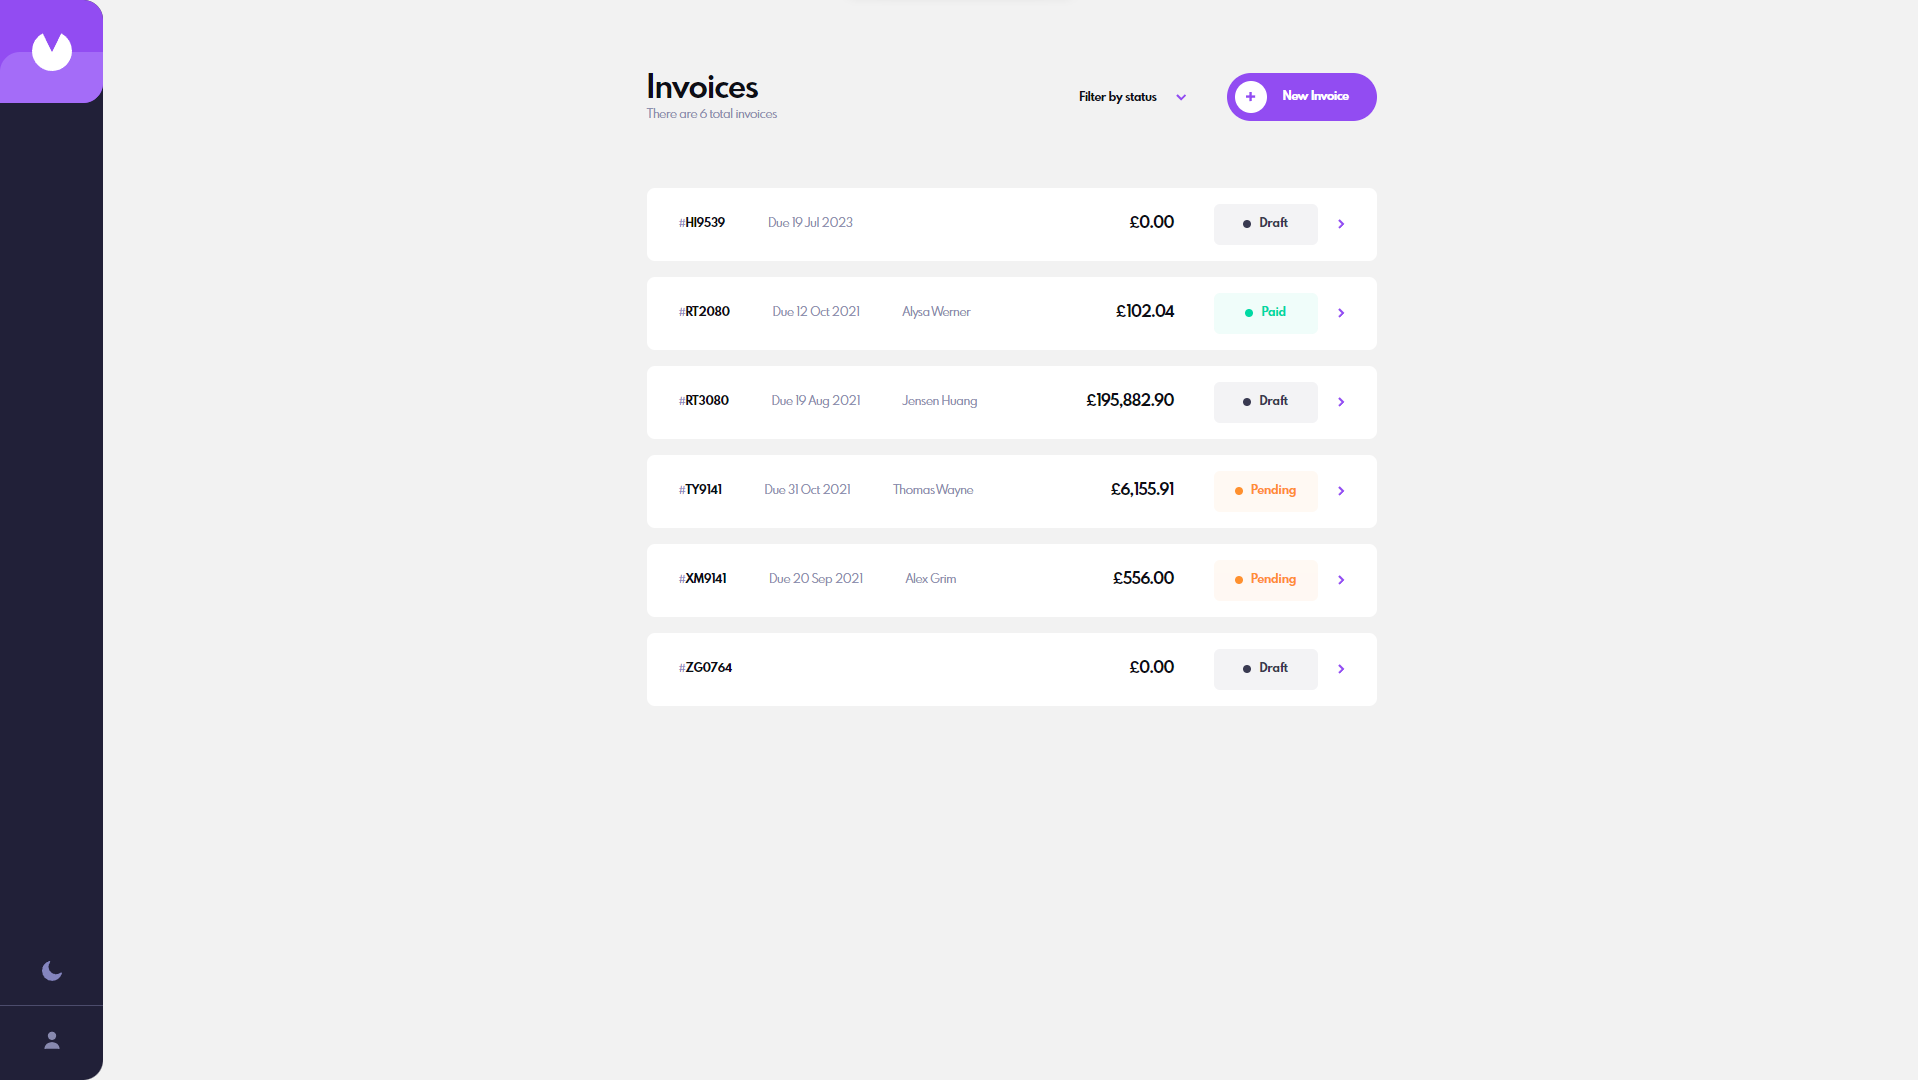 Invoices
There are 6 total invoices
Filter by status
New Invoice
#HI9539 Due 19 Jul 2023 £0.00 Draft
#RT2080 Due 12 Oct 2021 Alysa Werner £102.04 Paid
#RT3080 Due 19 Aug 2021 Jensen Huang £195,882.90 Draft
#TY9141 Due 31 Oct 2021 Thomas Wayne £6,155.91 Pending
#XM9141 Due 20 Sep 2021 Alex Grim £556.00 Pending
#ZG0764 £0.00 Draft